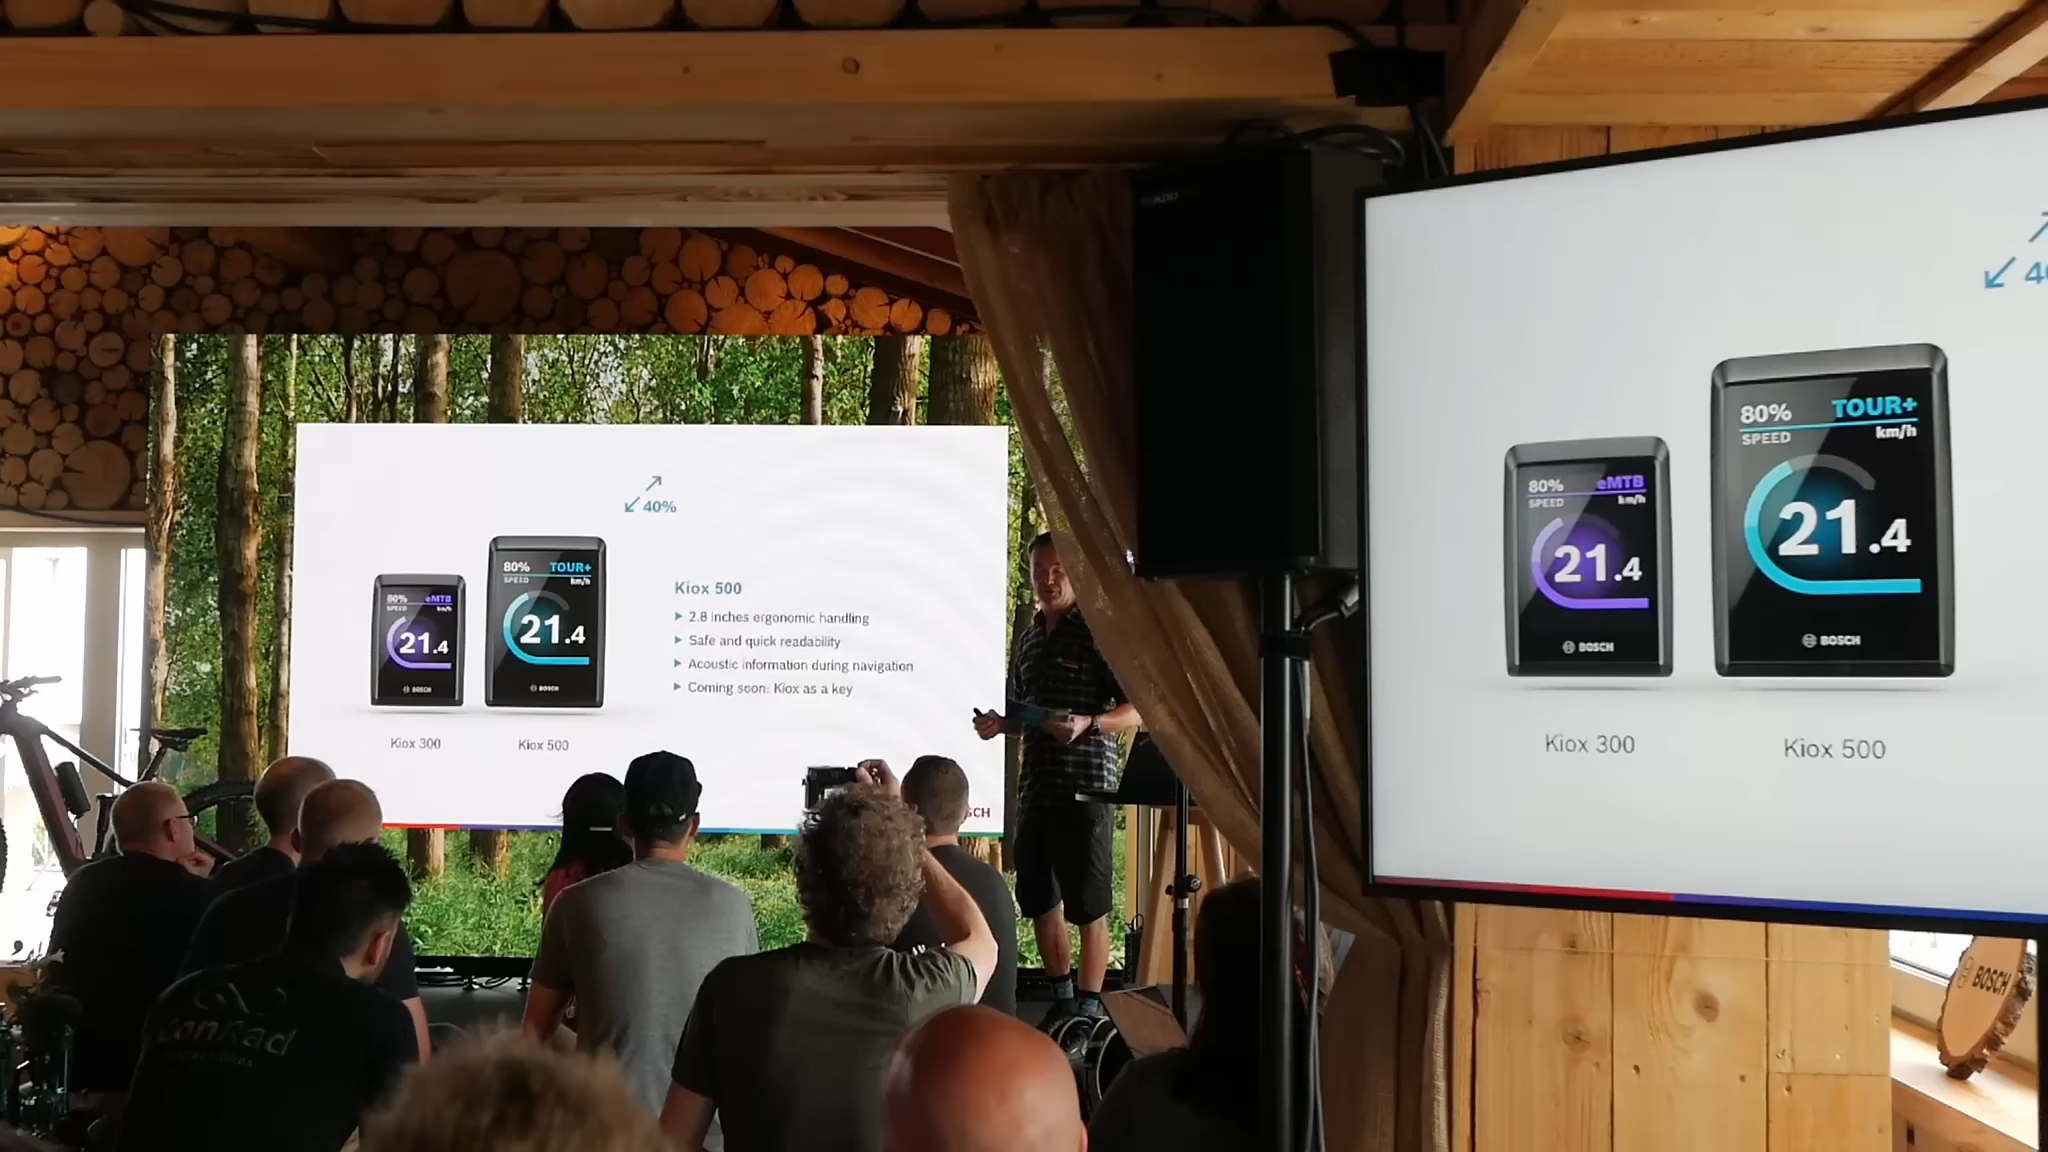 40%
80% eMTB
SPEED km/h
21.4
BOSCH
80% TOUR+
SPEED km/h
21.4
BOSCH
Kiox 300
Kiox 500
Kiox 500
2.8 inches ergonomic handling
Safe and quick readability
Acoustic information during navigation
Coming soon: Kiox as a key
SCH
80% eMTB
SPEED km/h
21.4
BOSCH
80% TOUR+
SPEED km/h
21.4
BOSCH
Kiox 300
Kiox 500
BOSCH
conRad